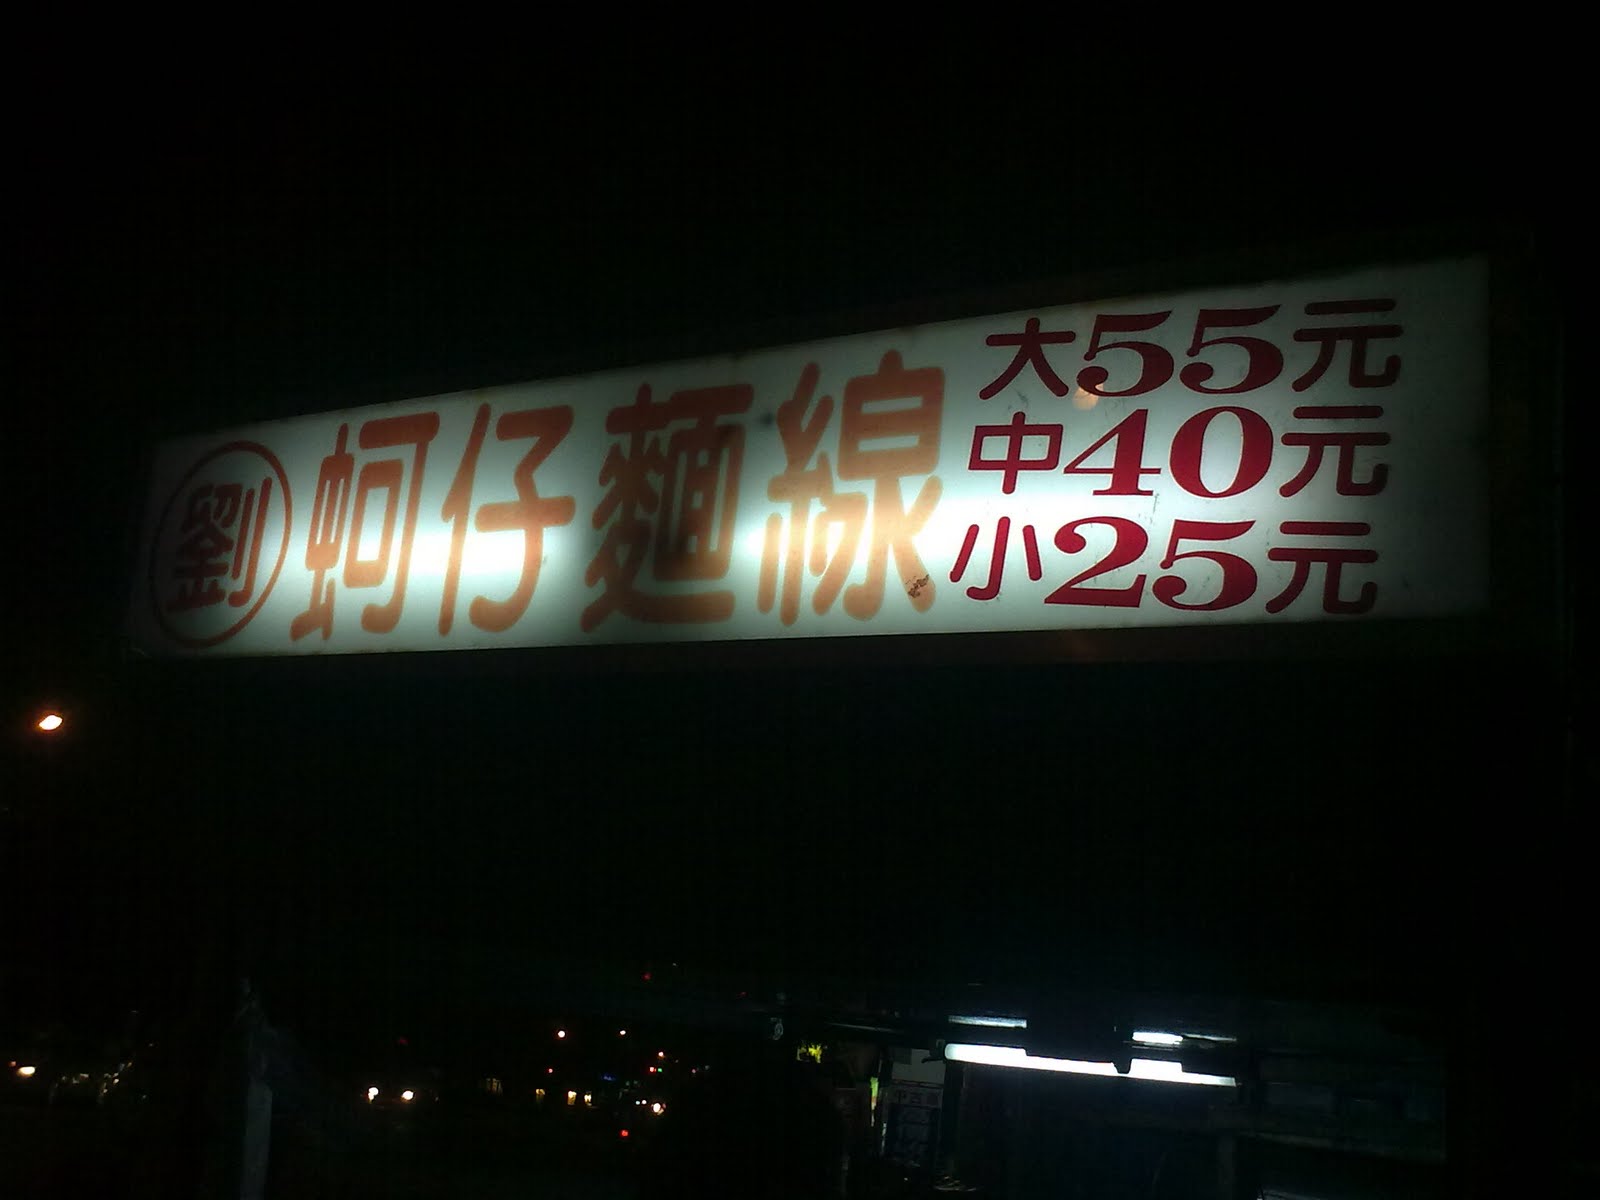 劉 蚵仔麵線
大55元
中40元
小25元